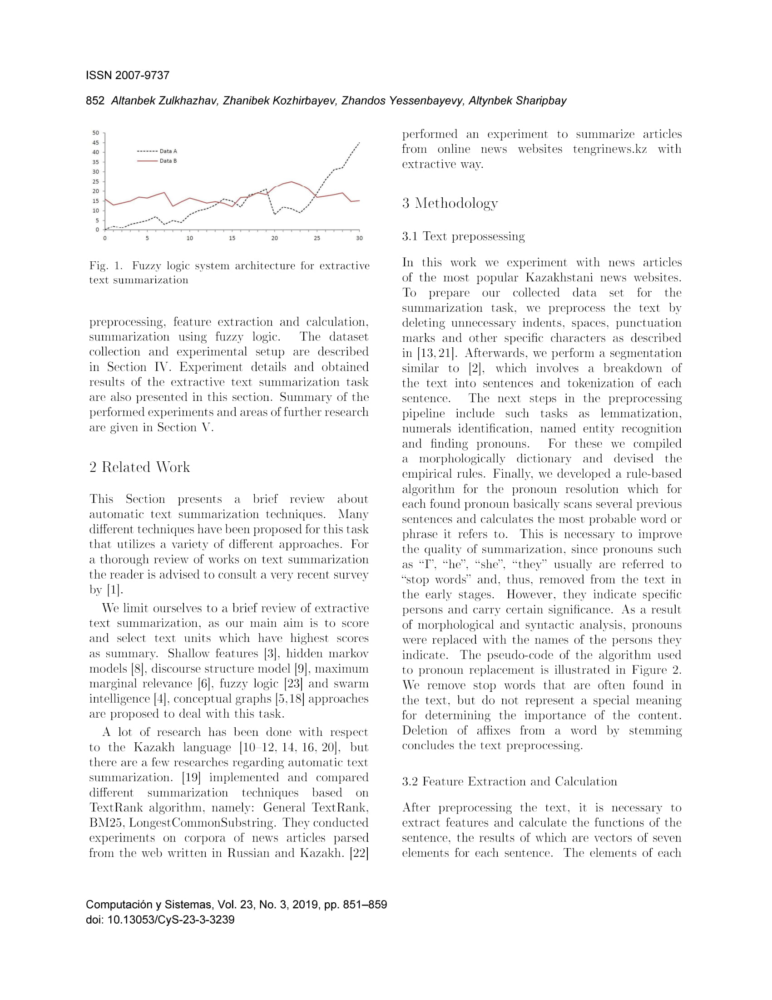 ISSN 2007-9737
852 Altanbek Zulkhazhav, Zhanibek Kozhirbayev, Zhandos Yessenbayevy, Altynbek Sharipbay
50
45
40
35
30
25
20
15
10
5
0
Data A
Data B
0 5 10 15 20 25 30
Fig. 1. Fuzzy logic system architecture for extractive
text summarization
preprocessing, feature extraction and calculation,
summarization using fuzzy logic. The dataset
collection and experimental setup are described
in Section IV. Experiment details and obtained
results of the extractive text summarization task
are also presented in this section. Summary of the
performed experiments and areas of further research
are given in Section V.
2 Related Work
This Section presents a brief review about
automatic text summarization techniques. Many
different techniques have been proposed for this task
that utilizes a variety of different approaches. For
a thorough review of works on text summarization
the reader is advised to consult a very recent survey
by [1].
We limit ourselves to a brief review of extractive
text summarization, as our main aim is to score
and select text units which have highest scores
as summary. Shallow features [3], hidden markov
models [8], discourse structure model [9], maximum
marginal relevance [6], fuzzy logic [23] and swarm
intelligence [4], conceptual graphs [5,18] approaches
are proposed to deal with this task.
A lot of research has been done with respect
to the Kazakh language [10–12, 14, 16, 20], but
there are a few researches regarding automatic text
summarization. [19] implemented and compared
different summarization techniques based on
TextRank algorithm, namely: General TextRank,
BM25, LongestCommonSubstring. They conducted
experiments on corpora of news articles parsed
from the web written in Russian and Kazakh. [22]
performed an experiment to summarize articles
from online news websites tengrinews.kz with
extractive way.
3 Methodology
3.1 Text prepossessing
In this work we experiment with news articles
of the most popular Kazakhstani news websites.
To prepare our collected data set for the
summarization task, we preprocess the text by
deleting unnecessary indents, spaces, punctuation
marks and other specific characters as described
in [13,21]. Afterwards, we perform a segmentation
similar to [2], which involves a breakdown of
the text into sentences and tokenization of each
sentence. The next steps in the preprocessing
pipeline include such tasks as lemmatization,
numerals identification, named entity recognition
and finding pronouns. For these we compiled
a morphologically dictionary and devised the
empirical rules. Finally, we developed a rule-based
algorithm for the pronoun resolution which for
each found pronoun basically scans several previous
sentences and calculates the most probable word or
phrase it refers to. This is necessary to improve
the quality of summarization, since pronouns such
as “I”, “he”, “she”, “they” usually are referred to
“stop words” and, thus, removed from the text in
the early stages. However, they indicate specific
persons and carry certain significance. As a result
of morphological and syntactic analysis, pronouns
were replaced with the names of the persons they
indicate. The pseudo-code of the algorithm used
to pronoun replacement is illustrated in Figure 2.
We remove stop words that are often found in
the text, but do not represent a special meaning
for determining the importance of the content.
Deletion of affixes from a word by stemming
concludes the text preprocessing.
3.2 Feature Extraction and Calculation
After preprocessing the text, it is necessary to
extract features and calculate the functions of the
sentence, the results of which are vectors of seven
elements for each sentence. The elements of each
Computación y Sistemas, Vol. 23, No. 3, 2019, pp. 851–859
doi: 10.13053/CyS-23-3-3239